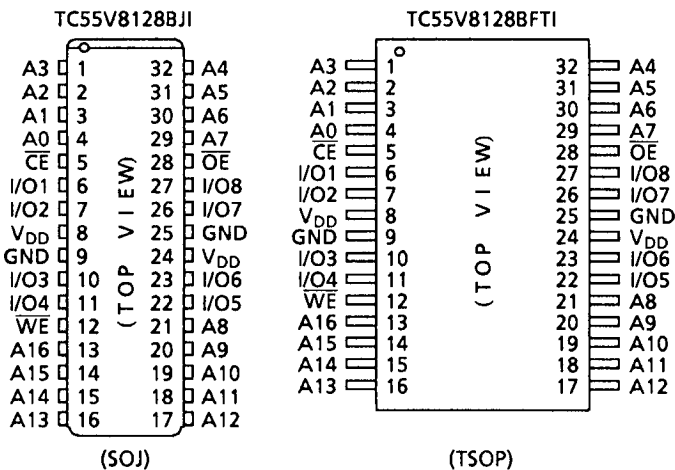 TC55V8128BJI
A3 1 32 A4
A2 2 31 A5
A1 3 30 A6
A0 4 29 A7
C̅E̅ 5 28 O̅E̅
I/O1 6 27 I/O8
I/O2 7 26 I/O7
VDD 8 25 GND
GND 9 24 VDD
I/O3 10 23 I/O6
I/O4 11 22 I/O5
W̅E̅ 12 21 A8
A16 13 20 A9
A15 14 19 A10
A14 15 18 A11
A13 16 17 A12
(TOP VIEW)
(SOJ)
TC55V8128BFTI
A3 1 32 A4
A2 2 31 A5
A1 3 30 A6
A0 4 29 A7
C̅E̅ 5 28 O̅E̅
I/O1 6 27 I/O8
I/O2 7 26 I/O7
VDD 8 25 GND
GND 9 24 VDD
I/O3 10 23 I/O6
I/O4 11 22 I/O5
W̅E̅ 12 21 A8
A16 13 20 A9
A15 14 19 A10
A14 15 18 A11
A13 16 17 A12
(TOP VIEW)
(TSOP)